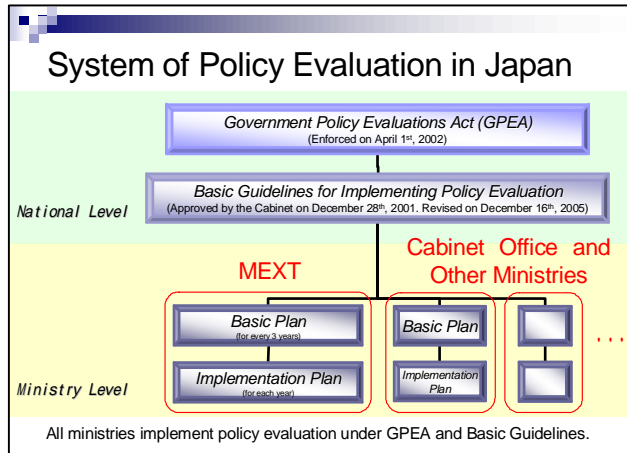 System of Policy Evaluation in Japan
Government Policy Evaluations Act (GPEA)
(Enforced on April 1st, 2002)
Basic Guidelines for Implementing Policy Evaluation
(Approved by the Cabinet on December 28th, 2001. Revised on December 16th, 2005)
National Level
MEXT
Cabinet Office and
Other Ministries
Basic Plan
(for every 3 years)
Basic Plan
...
Implementation Plan
(for each year)
Implementation
Plan
Ministry Level
All ministries implement policy evaluation under GPEA and Basic Guidelines.